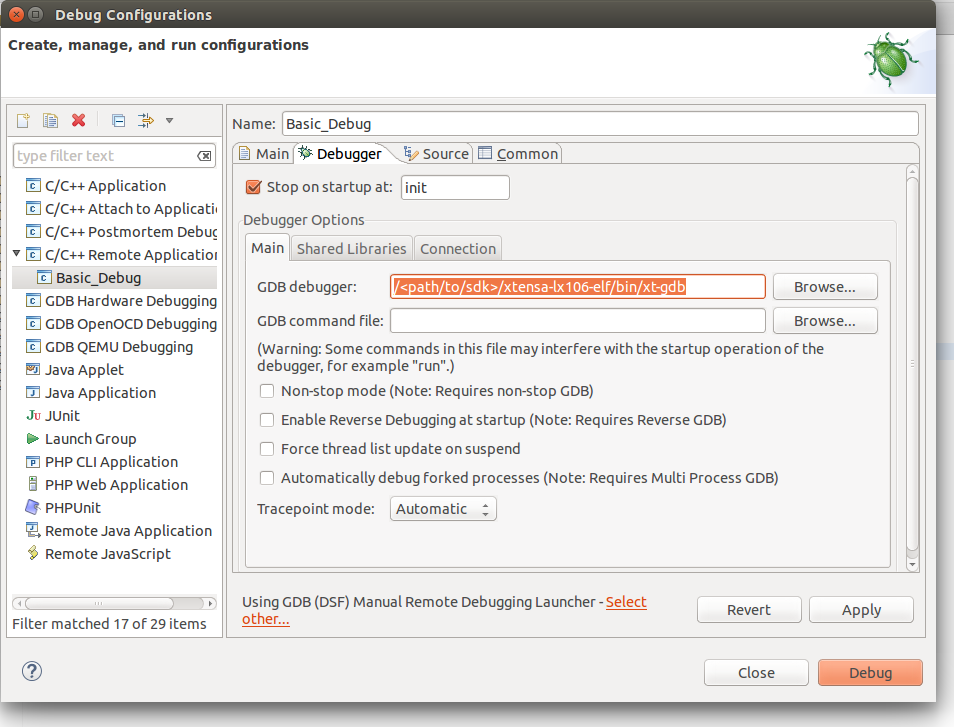 Debug Configurations
Create, manage, and run configurations
type filter text
C/C++ Application
C/C++ Attach to Applicati
C/C++ Postmortem Debug
C/C++ Remote Application
Basic_Debug
GDB Hardware Debugging
GDB OpenOCD Debugging
GDB QEMU Debugging
Java Applet
Java Application
JUnit
Launch Group
PHP CLI Application
PHP Web Application
PHPUnit
Remote Java Application
Remote JavaScript
Filter matched 17 of 29 items
Name: Basic_Debug
Main Debugger Source Common
Stop on startup at: init
Debugger Options
Main Shared Libraries Connection
GDB debugger: /<path/to/sdk>/xtensa-lx106-elf/bin/xt-gdb Browse...
GDB command file: Browse...
(Warning: Some commands in this file may interfere with the startup operation of the
debugger, for example "run".)
Non-stop mode (Note: Requires non-stop GDB)
Enable Reverse Debugging at startup (Note: Requires Reverse GDB)
Force thread list update on suspend
Automatically debug forked processes (Note: Requires Multi Process GDB)
Tracepoint mode: Automatic
Using GDB (DSF) Manual Remote Debugging Launcher - Select
other...
Revert Apply
Close Debug